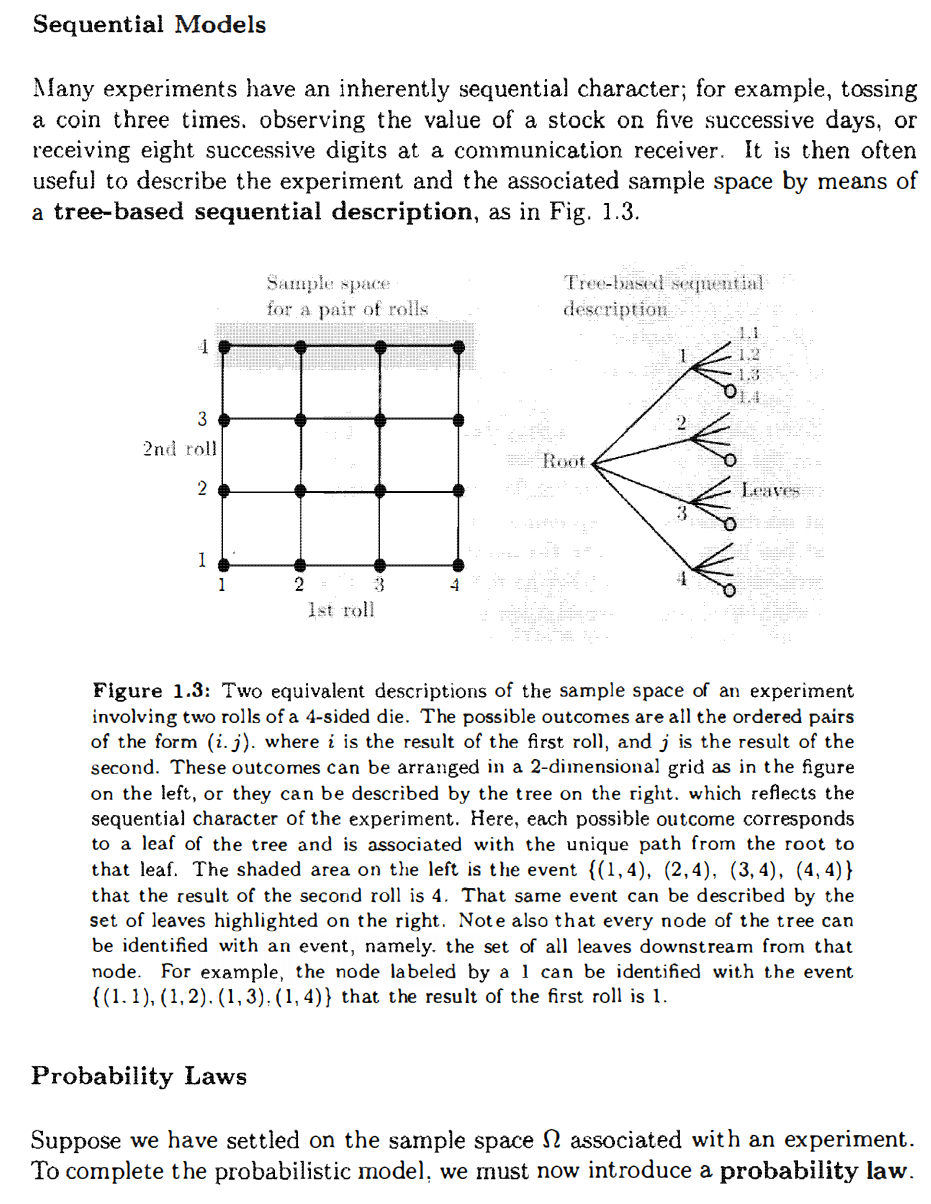 Sequential Models
Many experiments have an inherently sequential character; for example, tossing
a coin three times. observing the value of a stock on five successive days, or
receiving eight successive digits at a communication receiver. It is then often
useful to describe the experiment and the associated sample space by means of
a tree-based sequential description, as in Fig. 1.3.
Sample space
for a pair of rolls
4
3
2nd roll
2
1
1 2 3 4
1st roll
Tree-based sequential
description
1.1
1 1.2
1.3
1.4
2
Root
Leaves
3
4
Figure 1.3: Two equivalent descriptions of the sample space of an experiment
involving two rolls of a 4-sided die. The possible outcomes are all the ordered pairs
of the form (i.j). where i is the result of the first roll, and j is the result of the
second. These outcomes can be arranged in a 2-dimensional grid as in the figure
on the left, or they can be described by the tree on the right. which reflects the
sequential character of the experiment. Here, each possible outcome corresponds
to a leaf of the tree and is associated with the unique path from the root to
that leaf. The shaded area on the left is the event {(1,4), (2,4), (3,4), (4,4)}
that the result of the second roll is 4. That same event can be described by the
set of leaves highlighted on the right. Note also that every node of the tree can
be identified with an event, namely. the set of all leaves downstream from that
node. For example, the node labeled by a 1 can be identified with the event
{(1.1), (1,2). (1,3). (1,4)} that the result of the first roll is 1.
Probability Laws
Suppose we have settled on the sample space Ω associated with an experiment.
To complete the probabilistic model, we must now introduce a probability law.